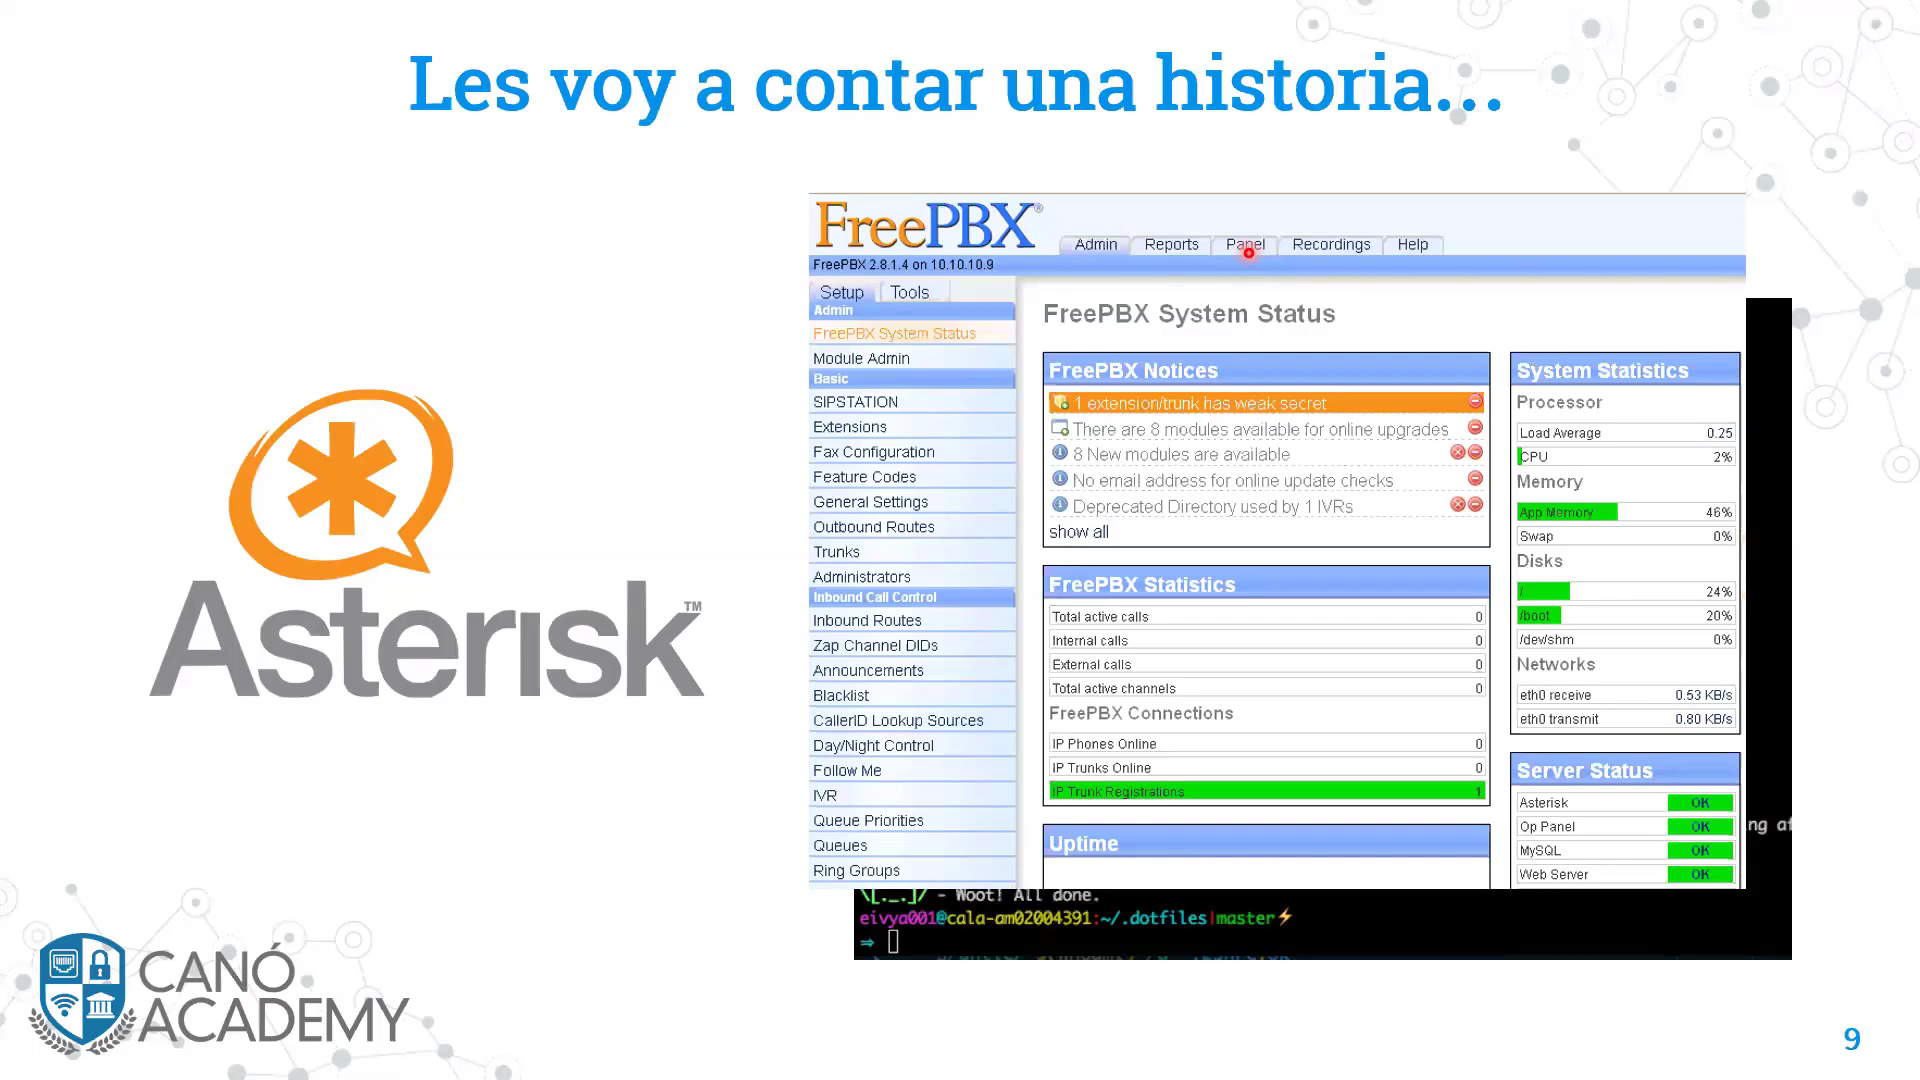 Les voy a contar una historia...
FreePBX®
Admin Reports Panel Recordings Help
FreePBX 2.8.1.4 on 10.10.10.9
Setup Tools
Admin
FreePBX System Status
Module Admin
Basic
SIPSTATION
Extensions
Fax Configuration
Feature Codes
General Settings
Outbound Routes
Trunks
Administrators
Inbound Call Control
Inbound Routes
Zap Channel DIDs
Announcements
Blacklist
CallerID Lookup Sources
Day/Night Control
Follow Me
IVR
Queue Priorities
Queues
Ring Groups
FreePBX System Status
FreePBX Notices
1 extension/trunk has weak secret
There are 8 modules available for online upgrades
8 New modules are available
No email address for online update checks
Deprecated Directory used by 1 IVRs
show all
FreePBX Statistics
Total active calls 0
Internal calls 0
External calls 0
Total active channels 0
FreePBX Connections
IP Phones Online 0
IP Trunks Online 0
IP Trunk Registrations 1
Uptime
System Statistics
Processor
Load Average 0.25
CPU 2%
Memory
App Memory 46%
Swap 0%
Disks
/ 24%
/boot 20%
/dev/shm 0%
Networks
eth0 receive 0.53 KB/s
eth0 transmit 0.80 KB/s
Server Status
Asterisk OK
Op Panel OK
MySQL OK
Web Server OK
Asterisk™
\[._.]/ - Woot! All done.
eivya001@cala-am02004391:~/.dotfiles|master⚡
⇒
CANÓ
ACADEMY
9